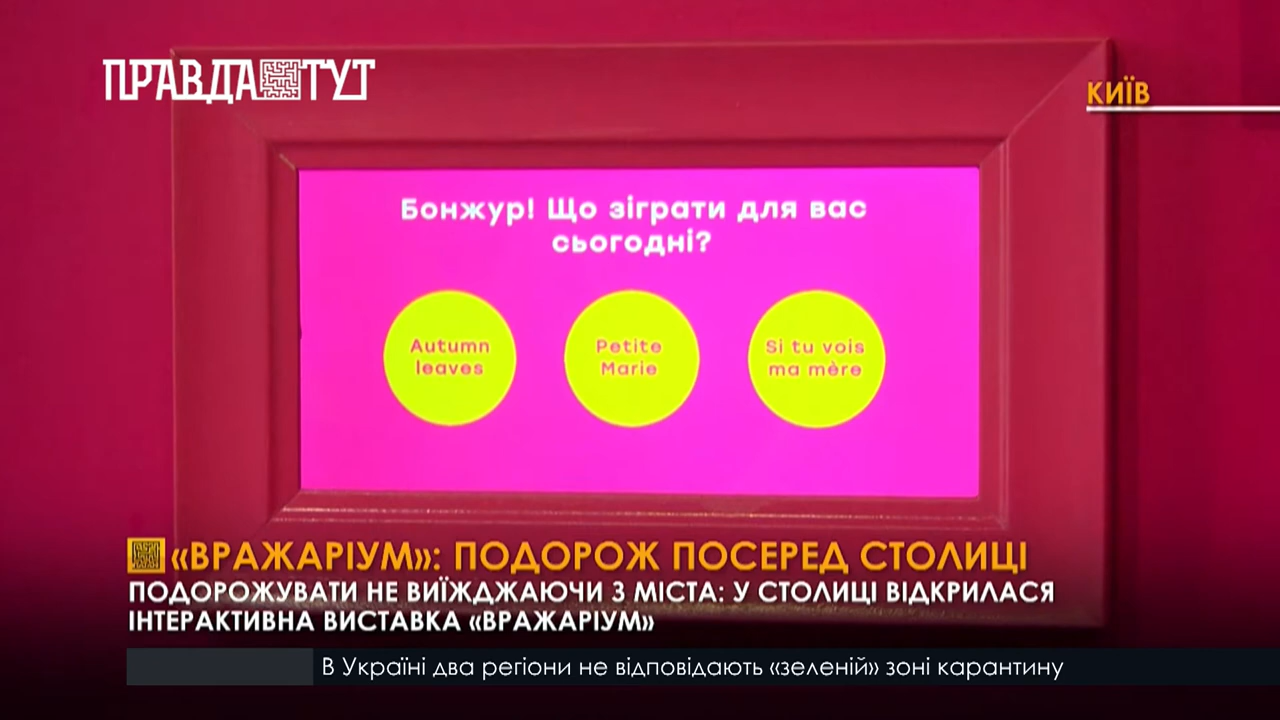 ПРАВДА ТУТ
КИЇВ
Бонжур! Що зіграти для вас
сьогодні?
Autumn
leaves
Petite
Marie
Si tu vois
ma mère
«ВРАЖАРІУМ»: ПОДОРОЖ ПОСЕРЕД СТОЛИЦІ
ПОДОРОЖУВАТИ НЕ ВИЇЖДЖАЮЧИ З МІСТА: У СТОЛИЦІ ВІДКРИЛАСЯ
ІНТЕРАКТИВНА ВИСТАВКА «ВРАЖАРІУМ»
В Україні два регіони не відповідають «зеленій» зоні карантину